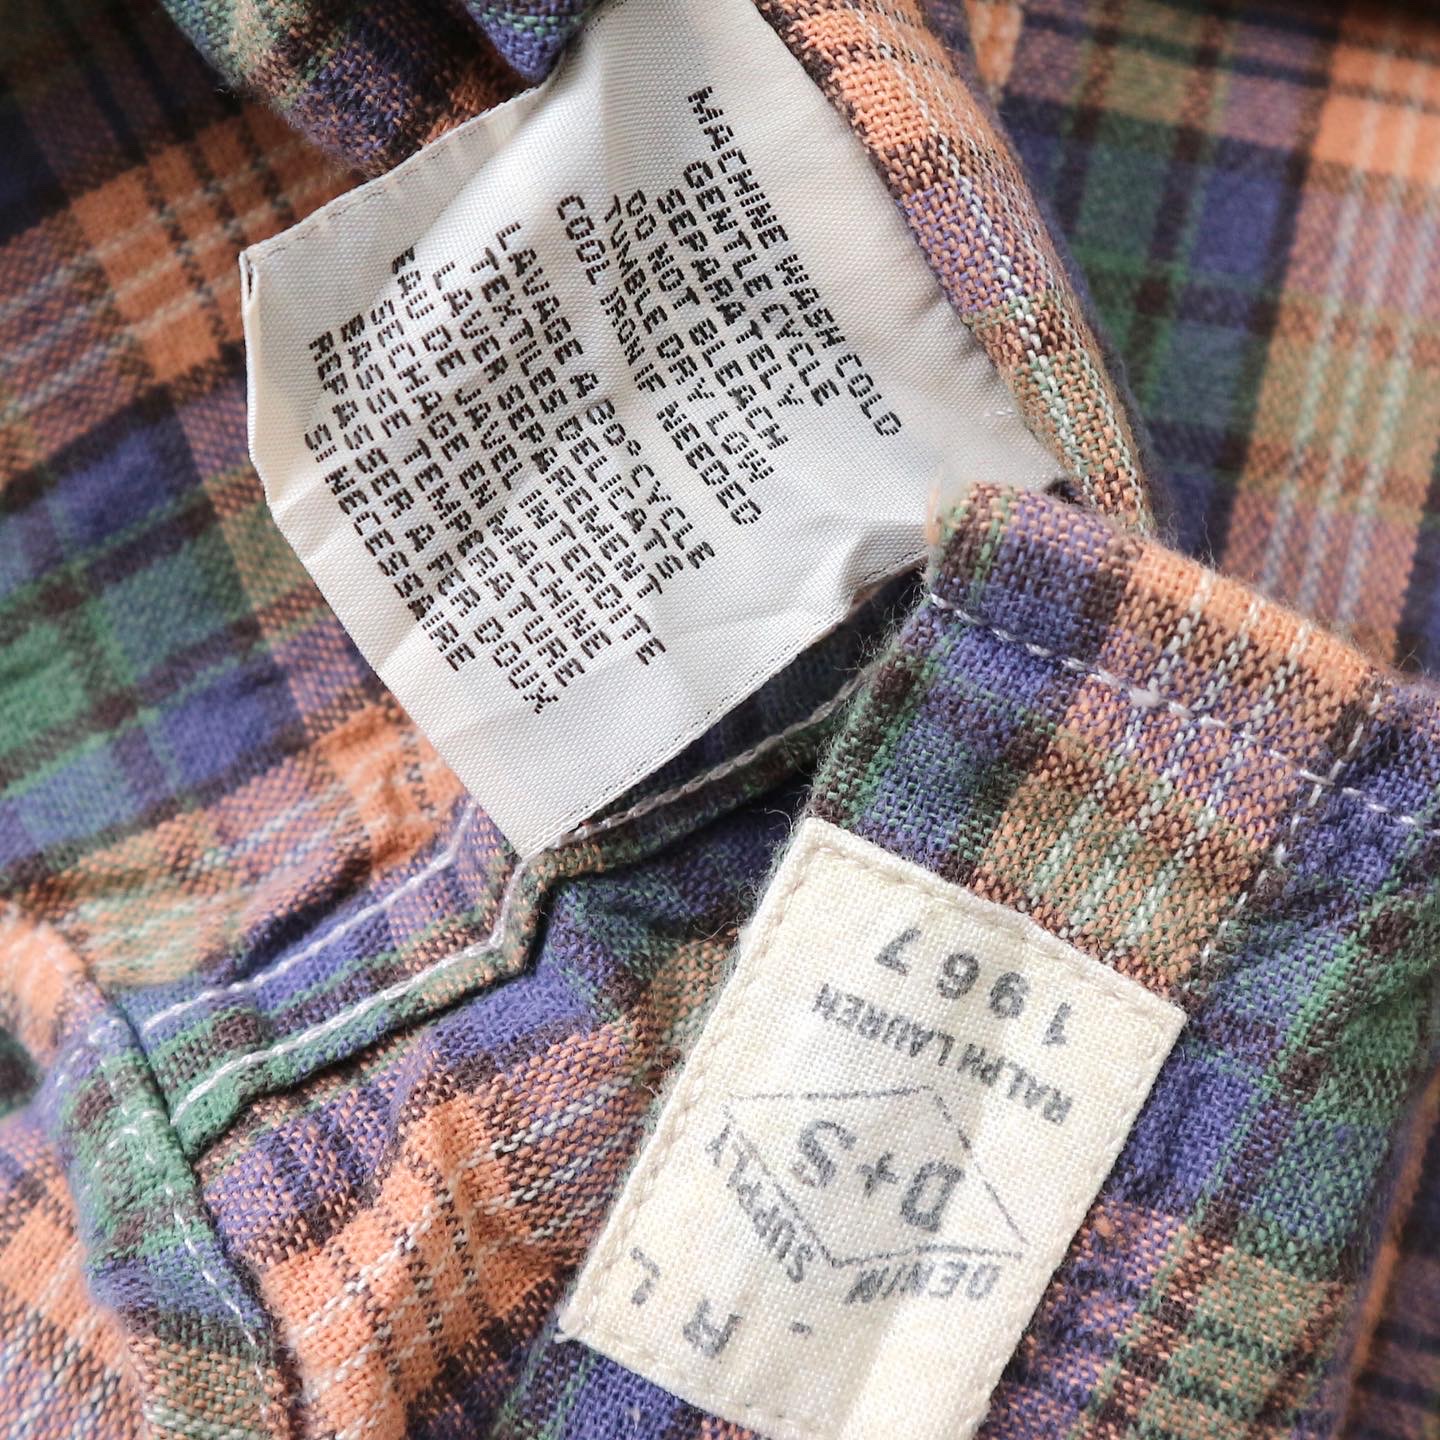 MACHINE WASH COLD
GENTLE CYCLE
SEPARATELY
DO NOT BLEACH
TUMBLE DRY LOW
COOL IRON IF NEEDED
LAVAGE A 80° CYCLE
TEXTILES DELICATS
LAVER SEPAREMENT
EAU DE JAVEL INTERDITE
SECHAGE EN MACHINE
BASSE TEMPERATURE
REPASSER A FER DOUX
SI NECESSAIRE
RL
DENIM SUPPLY
D+S
RALPH LAUREN
1967